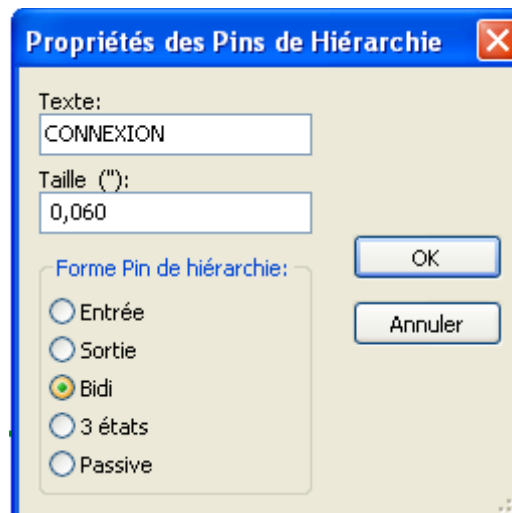 Propriétés des Pins de Hiérarchie
Texte:
CONNEXION
Taille ("):
0,060
Forme Pin de hiérarchie:
Entrée
Sortie
Bidi
3 états
Passive
OK
Annuler